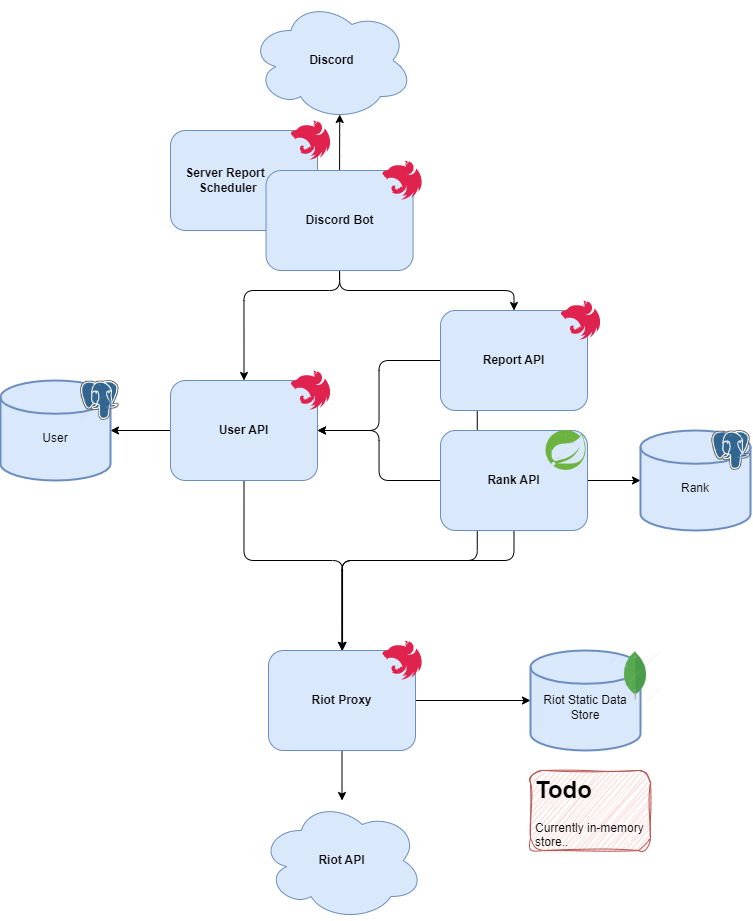 Discord
Server Report
Scheduler
Discord Bot
Report API
User API
User
Rank API
Rank
Riot Proxy
Riot Static Data
Store
Todo
Currently in-memory
store..
Riot API